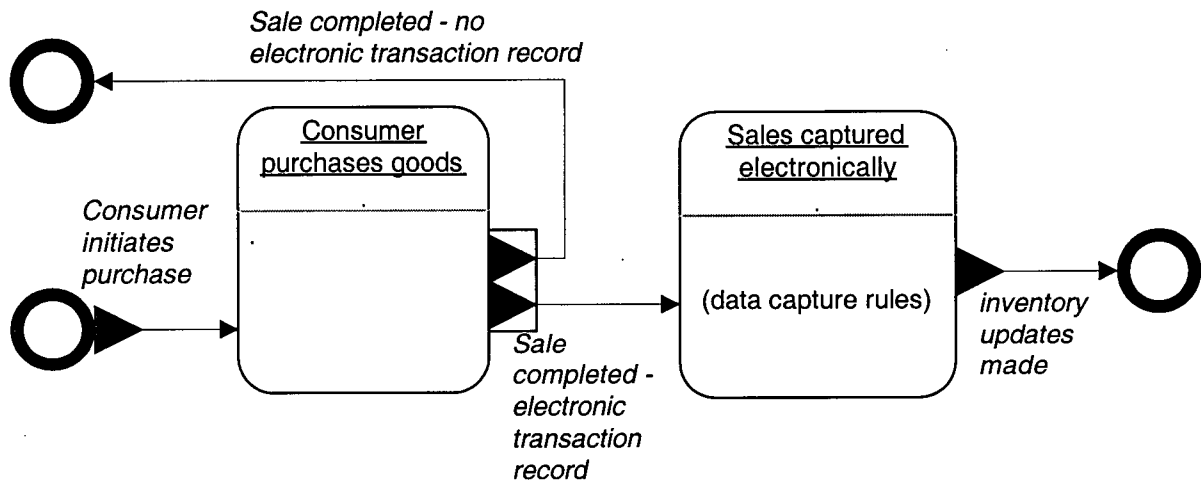 Sale completed - no
electronic transaction record
Consumer
purchases goods
Sales captured
electronically
Consumer
initiates
purchase
(data capture rules)
inventory
updates
made
Sale
completed -
electronic
transaction
record